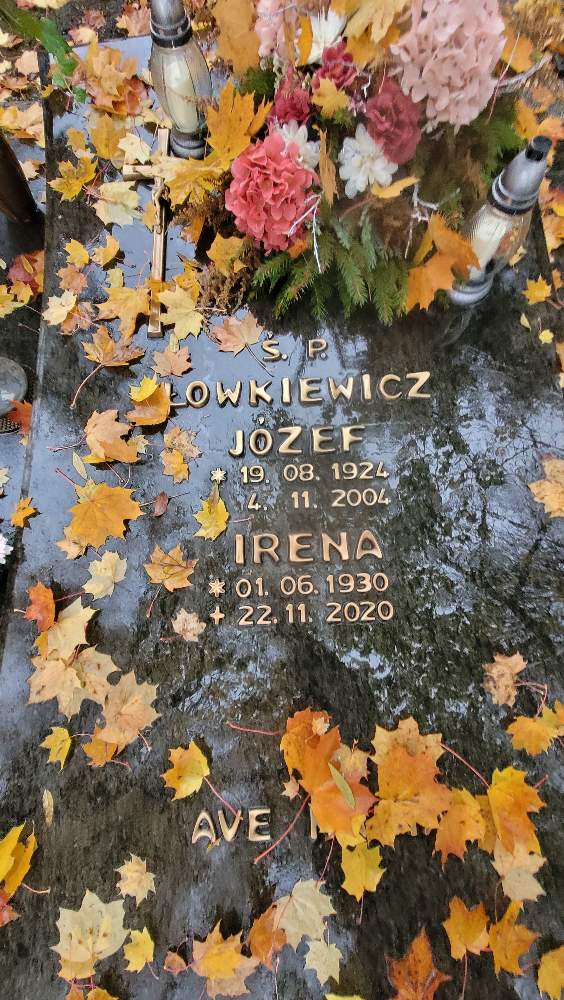 Ś. P.
ŁOWKIEWICZ
JÓZEF
* 19. 08. 1924
4. 11. 2004
IRENA
* 01. 06. 1930
+ 22. 11. 2020
AVE